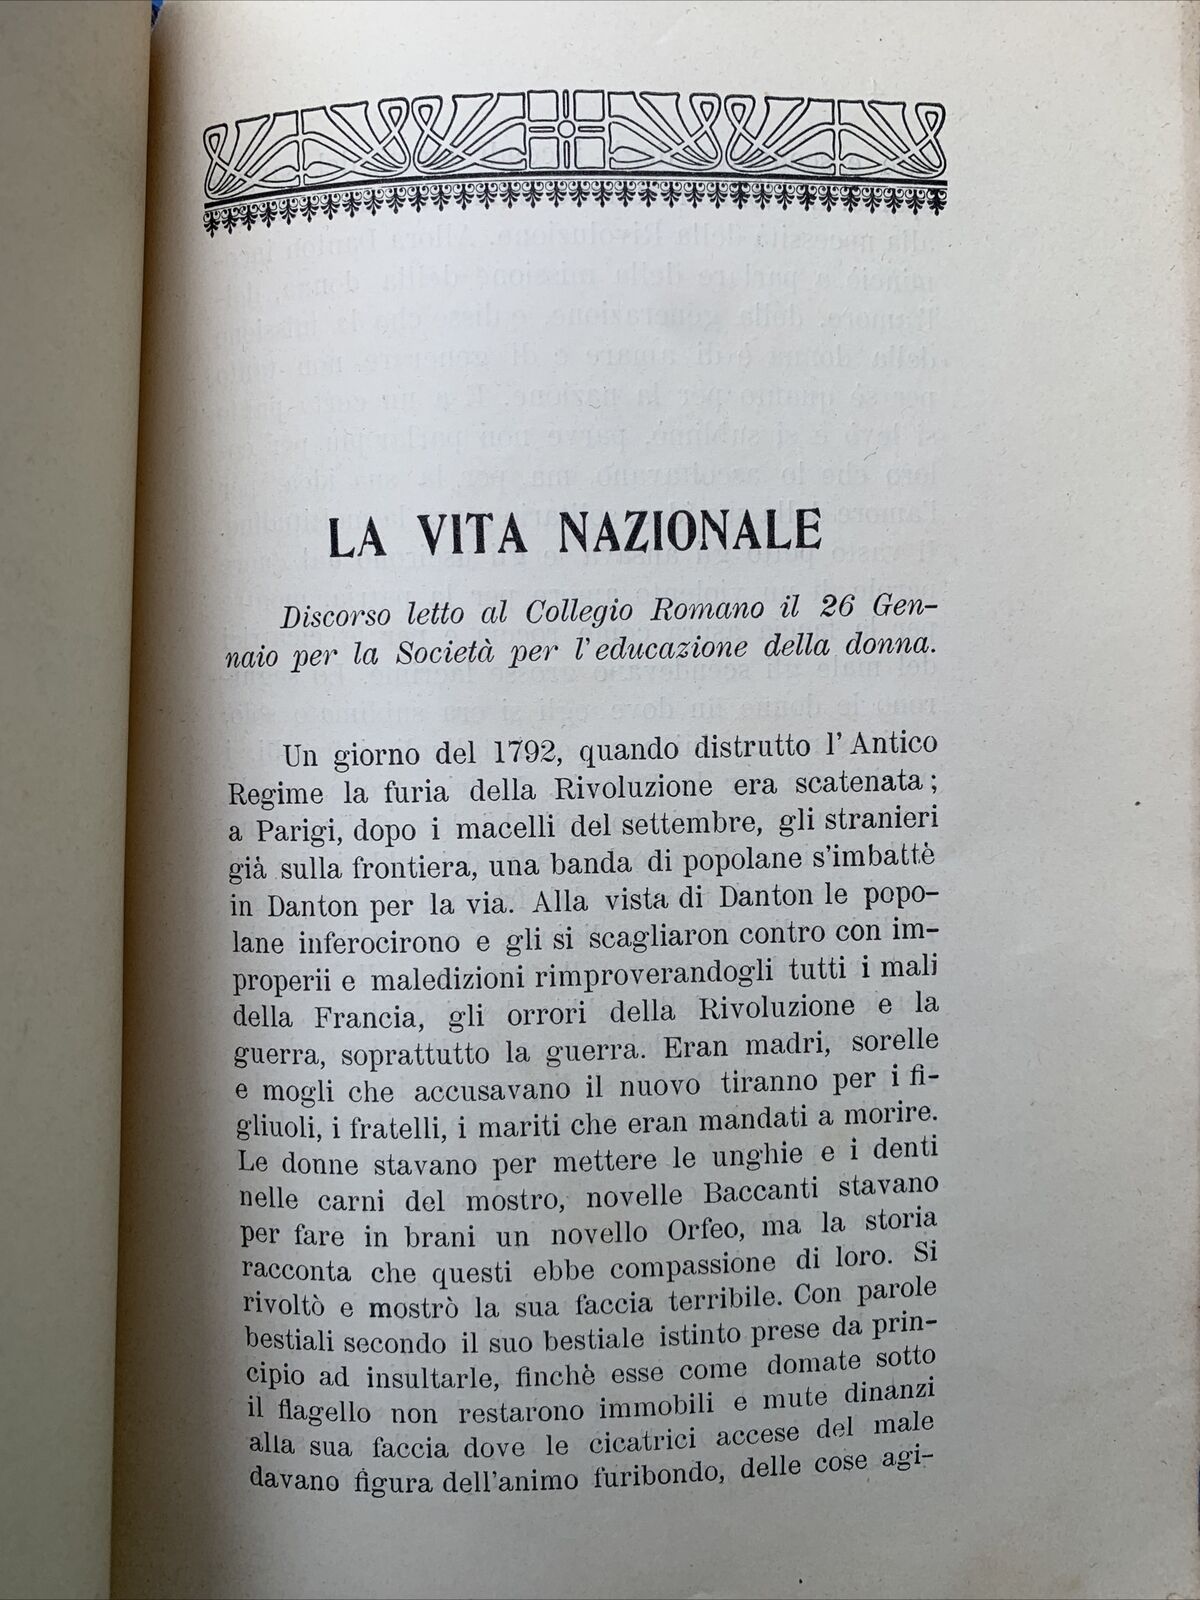 LA VITA NAZIONALE
Discorso letto al Collegio Romano il 26 Gen-
naio per la Società per l'educazione della donna.
Un giorno del 1792, quando distrutto l'Antico
Regime la furia della Rivoluzione era scatenata;
a Parigi, dopo i macelli del settembre, gli stranieri
già sulla frontiera, una banda di popolane s'imbattè
in Danton per la via. Alla vista di Danton le popo-
lane inferocirono e gli si scagliaron contro con im-
properii e maledizioni rimproverandogli tutti i mali
della Francia, gli orrori della Rivoluzione e la
guerra, soprattutto la guerra. Eran madri, sorelle
e mogli che accusavano il nuovo tiranno per i fi-
gliuoli, i fratelli, i mariti che eran mandati a morire.
Le donne stavano per mettere le unghie e i denti
nelle carni del mostro, novelle Baccanti stavano
per fare in brani un novello Orfeo, ma la storia
racconta che questi ebbe compassione di loro. Si
rivoltò e mostrò la sua faccia terribile. Con parole
bestiali secondo il suo bestiale istinto prese da prin-
cipio ad insultarle, finchè esse come domate sotto
il flagello non restarono immobili e mute dinanzi
alla sua faccia dove le cicatrici accese del male
davano figura dell'animo furibondo, delle cose agi-